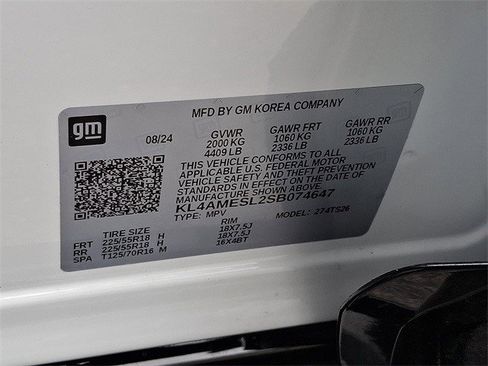 gm
MFD BY GM KOREA COMPANY
08/24 GVWR GAWR FRT GAWR RR
2000 KG 1060 KG 1060 KG
4409 LB 2336 LB 2336 LB
THIS VEHICLE CONFORMS TO ALL
APPLICABLE U.S. FEDERAL MOTOR
VEHICLE SAFETY AND THEFT PREVENTION
STANDARDS IN EFFECT ON THE DATE OF
MANUFACTURE SHOWN ABOVE.
KL4AMESL2SB074647
TYPE: MPV MODEL: 274TS26
TIRE SIZE RIM
FRT 225/55R18 H 18X7.5J
RR 225/55R18 H 18X7.5J
SPA T125/70R16 M 16X4BT